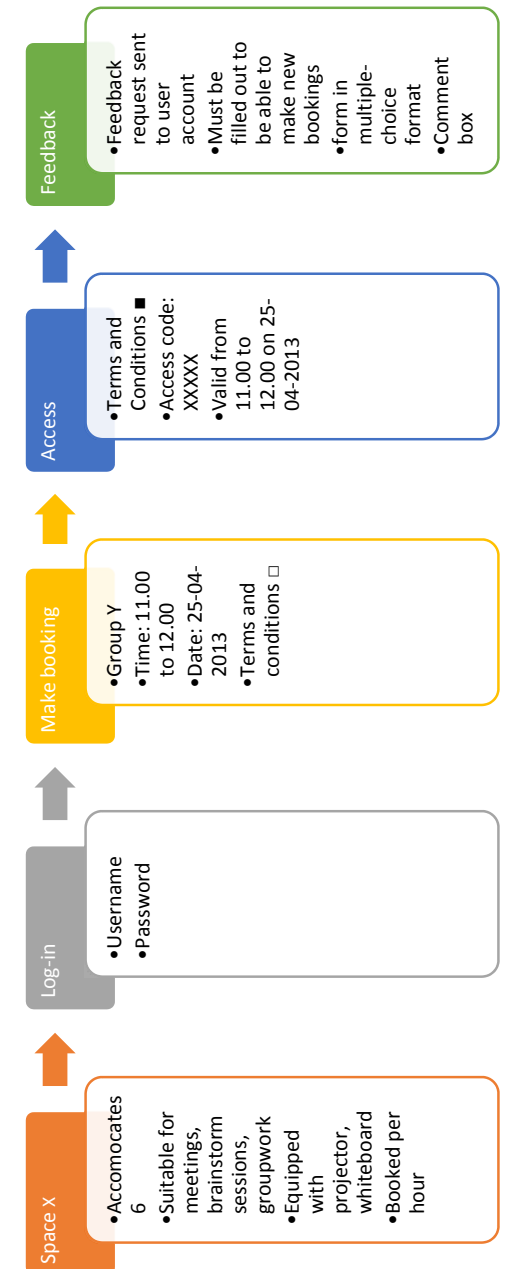 Space X
•Accomocates
6
•Suitable for
meetings,
brainstorm
sessions,
groupwork
•Equipped
with
projector,
whiteboard
•Booked per
hour
Log-in
•Username
•Password
Make booking
•Group Y
•Time: 11.00
to 12.00
•Date: 25-04-
2013
•Terms and
conditions □
Access
•Terms and
Conditions ■
•Access code:
XXXXX
•Valid from
11.00 to
12.00 on 25-
04-2013
Feedback
•Feedback
request sent
to user
account
•Must be
filled out to
be able to
make new
bookings
•form in
multiple-
choice
format
•Comment
box